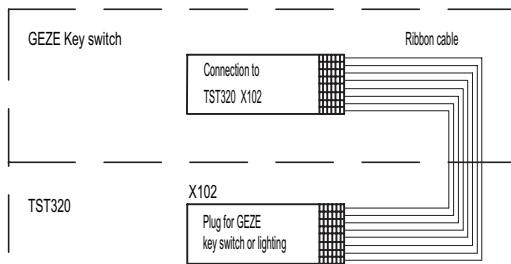 GEZE Key switch
Ribbon cable
Connection to
TST320 X102
TST320
X102
Plug for GEZE
key switch or lighting